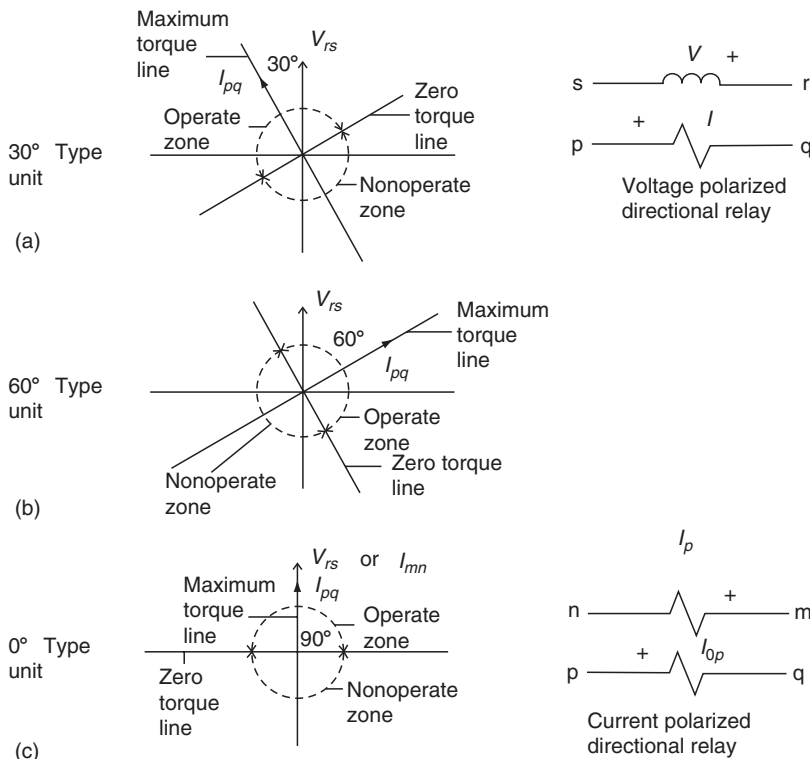 Maximum
torque
line
V_rs
30°
I_pq
Operate
zone
Zero
torque
line
Nonoperate
zone
30° Type
unit
(a)
V
+
s
r
+
I
p
q
Voltage polarized
directional relay
V_rs
60°
Maximum
torque
line
I_pq
Operate
zone
Zero torque
line
Nonoperate
zone
60° Type
unit
(b)
V_rs or I_mn
Maximum
torque
line
I_pq
Operate
zone
90°
0° Type
unit
Zero
torque
line
Nonoperate
zone
(c)
I_p
+
n
m
+
I_0p
p
q
Current polarized
directional relay